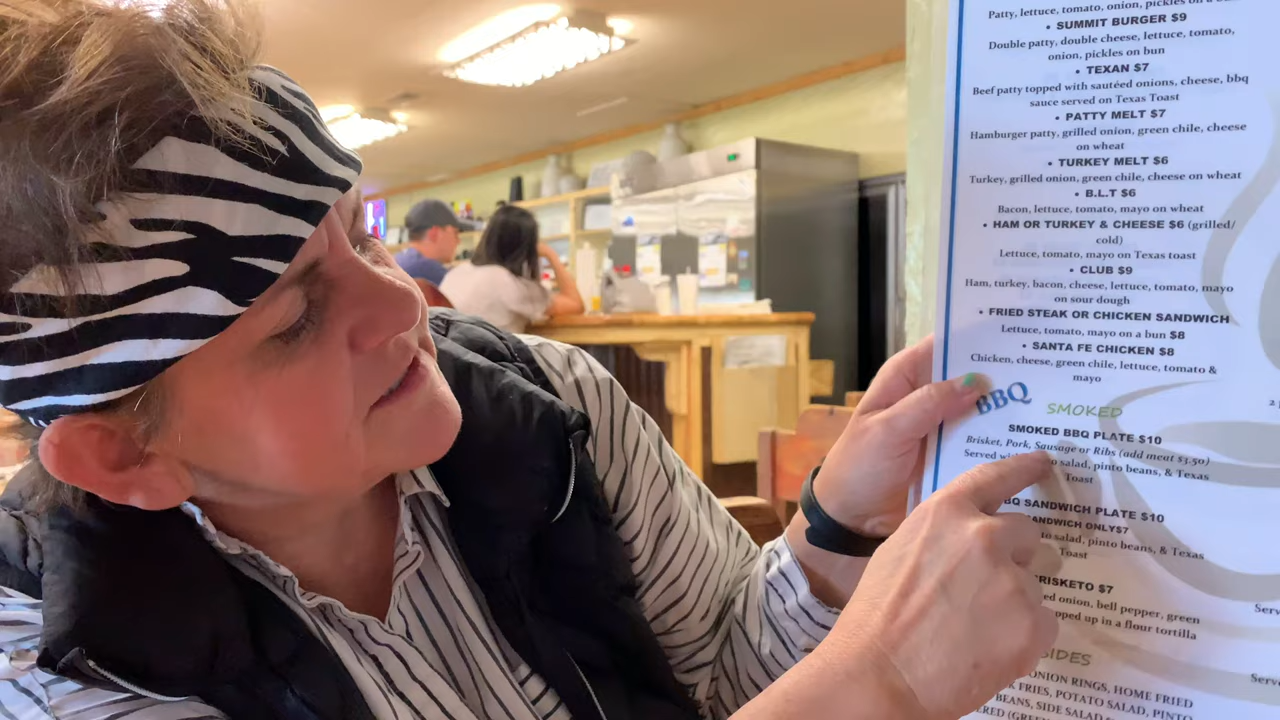 Patty, lettuce, tomato, onion, pickles on a
• SUMMIT BURGER $9
Double patty, double cheese, lettuce, tomato,
onion, pickles on bun
• TEXAN $7
Beef patty topped with sautéed onions, cheese, bbq
sauce served on Texas Toast
• PATTY MELT $7
Hamburger patty, grilled onion, green chile, cheese
on wheat
• TURKEY MELT $6
Turkey, grilled onion, green chile, cheese on wheat
• B.L.T $6
Bacon, lettuce, tomato, mayo on wheat
• HAM OR TURKEY & CHEESE $6 (grilled/
cold)
Lettuce, tomato, mayo on Texas toast
• CLUB $9
Ham, turkey, bacon, cheese, lettuce, tomato, mayo
on sour dough
• FRIED STEAK OR CHICKEN SANDWICH
Lettuce, tomato, mayo on a bun $8
• SANTA FE CHICKEN $8
Chicken, cheese, green chile, lettuce, tomato &
mayo
BBQ
SMOKED
SMOKED BBQ PLATE $10
Brisket, Pork, Sausage or Ribs (add meat $3.50)
Served salad, pinto beans, & Texas
Toast
SANDWICH PLATE $10
SANDWICH ONLY $7
salad, pinto beans, & Texas
Toast
$7
onion, bell pepper, green
up in a flour tortilla
ONION RINGS, HOME FRIED
FRIES, POTATO SALAD, PINTO
BEANS, SIDE SALAD